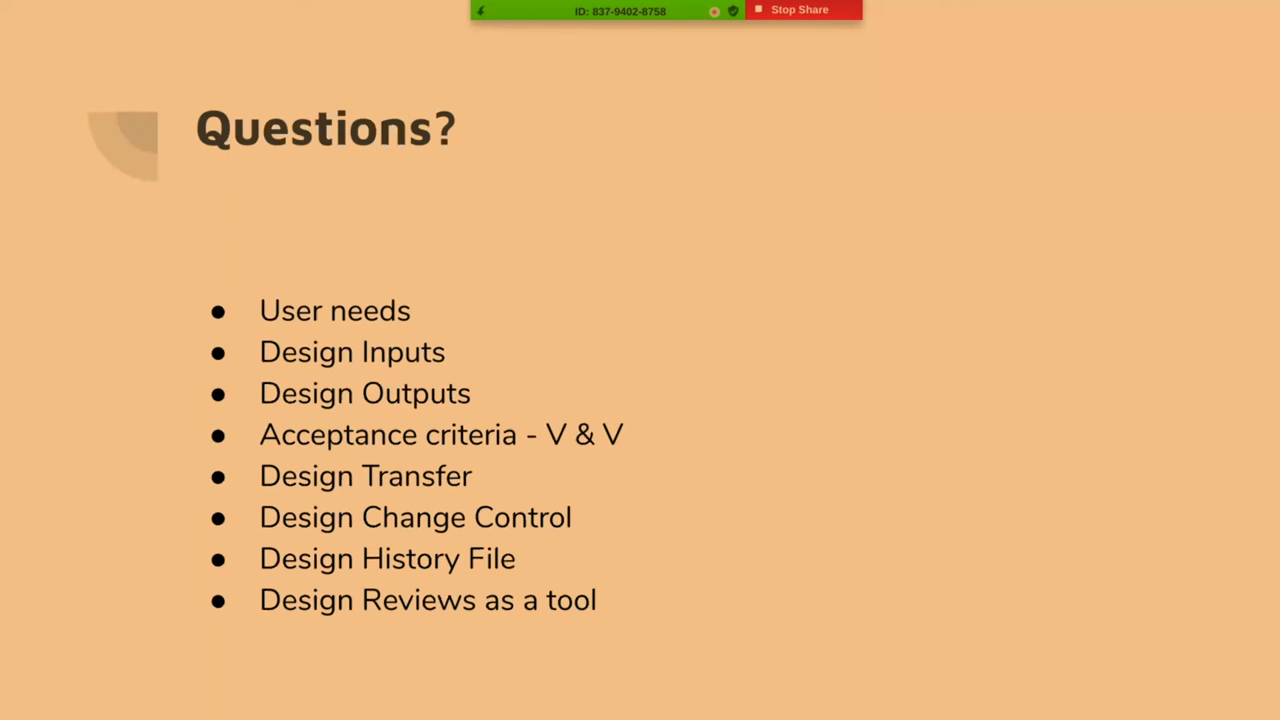 ID: 837-9402-8758
Stop Share
Questions?
● User needs
● Design Inputs
● Design Outputs
● Acceptance criteria - V & V
● Design Transfer
● Design Change Control
● Design History File
● Design Reviews as a tool